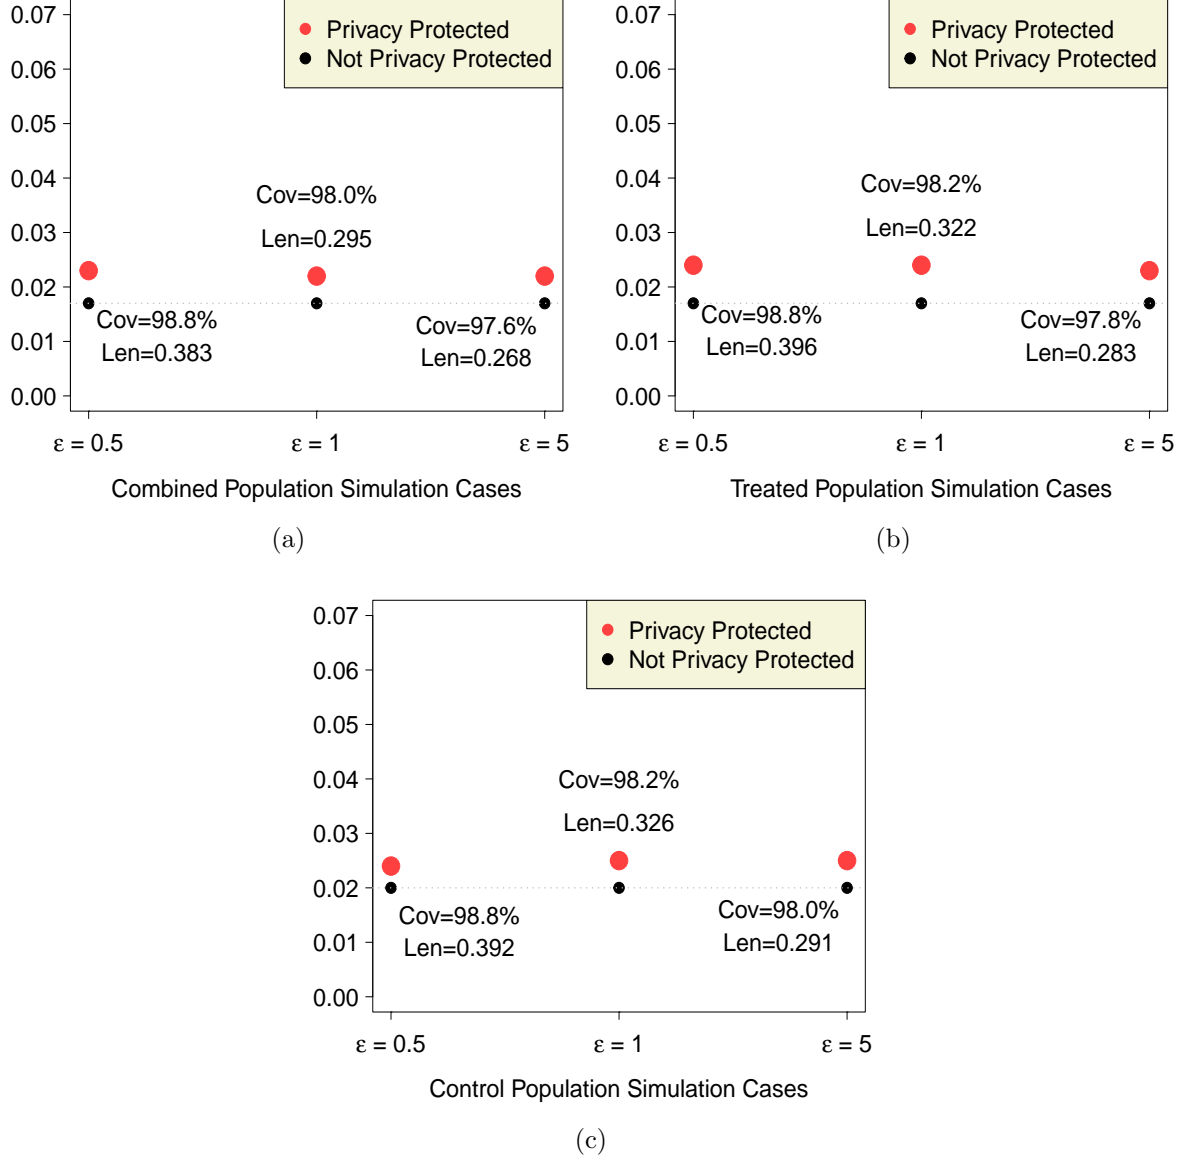 0.07
0.06
0.05
0.04
0.03
0.02
0.01
0.00
Privacy Protected
Not Privacy Protected
Cov=98.0%
Len=0.295
Cov=98.8%
Len=0.383
Cov=97.6%
Len=0.268
ε = 0.5
ε = 1
ε = 5
Combined Population Simulation Cases
(a)
0.07
0.06
0.05
0.04
0.03
0.02
0.01
0.00
Privacy Protected
Not Privacy Protected
Cov=98.2%
Len=0.322
Cov=98.8%
Len=0.396
Cov=97.8%
Len=0.283
ε = 0.5
ε = 1
ε = 5
Treated Population Simulation Cases
(b)
0.07
0.06
0.05
0.04
0.03
0.02
0.01
0.00
Privacy Protected
Not Privacy Protected
Cov=98.2%
Len=0.326
Cov=98.8%
Len=0.392
Cov=98.0%
Len=0.291
ε = 0.5
ε = 1
ε = 5
Control Population Simulation Cases
(c)